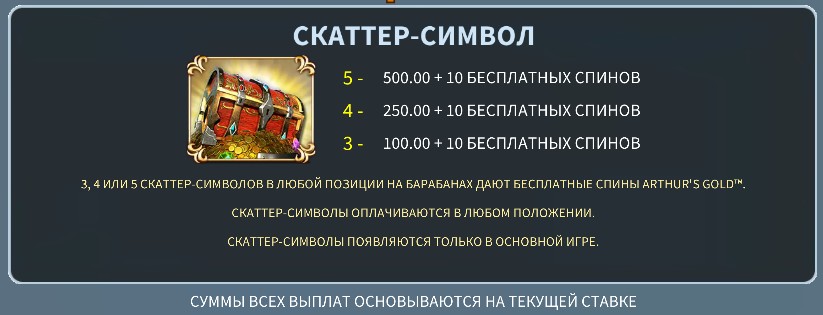 СКАТТЕР-СИМВОЛ
5 - 500.00 + 10 БЕСПЛАТНЫХ СПИНОВ
4 - 250.00 + 10 БЕСПЛАТНЫХ СПИНОВ
3 - 100.00 + 10 БЕСПЛАТНЫХ СПИНОВ
3, 4 ИЛИ 5 СКАТТЕР-СИМВОЛОВ В ЛЮБОЙ ПОЗИЦИИ НА БАРАБАНАХ ДАЮТ БЕСПЛАТНЫЕ СПИНЫ ARTHUR'S GOLD™.
СКАТТЕР-СИМВОЛЫ ОПЛАЧИВАЮТСЯ В ЛЮБОМ ПОЛОЖЕНИИ.
СКАТТЕР-СИМВОЛЫ ПОЯВЛЯЮТСЯ ТОЛЬКО В ОСНОВНОЙ ИГРЕ.
СУММЫ ВСЕХ ВЫПЛАТ ОСНОВЫВАЮТСЯ НА ТЕКУЩЕЙ СТАВКЕ